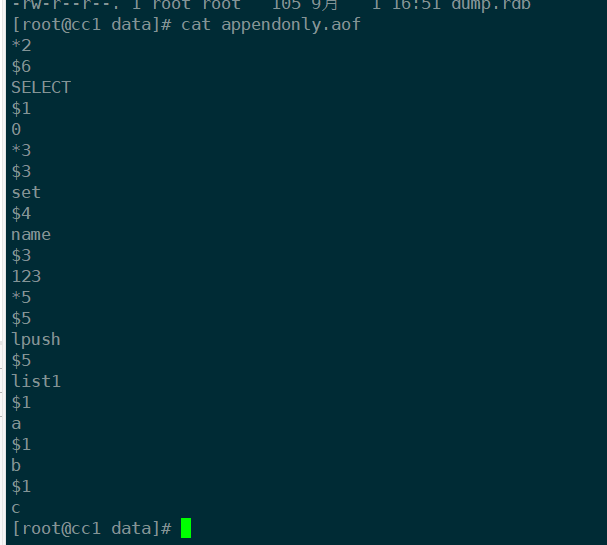 -rw-r--r--. 1 root root   105 9月   1 16:51 dump.rdb
[root@cc1 data]# cat appendonly.aof
*2
$6
SELECT
$1
0
*3
$3
set
$4
name
$3
123
*5
$5
lpush
$5
list1
$1
a
$1
b
$1
c
[root@cc1 data]#